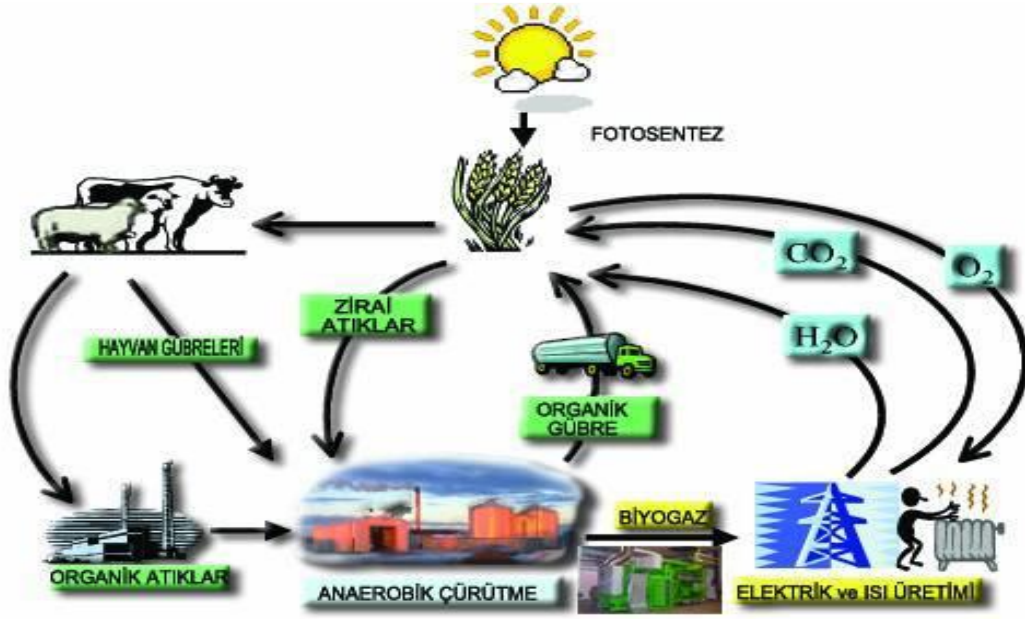 FOTOSENTEZ
CO₂
O₂
ZİRAİ
ATIKLAR
H₂O
HAYVAN GÜBRELERİ
ORGANİK
GÜBRE
BİYOGAZ
ORGANİK ATIKLAR
ANAEROBİK ÇÜRÜTME
ELEKTRİK ve ISI ÜRETİMİ